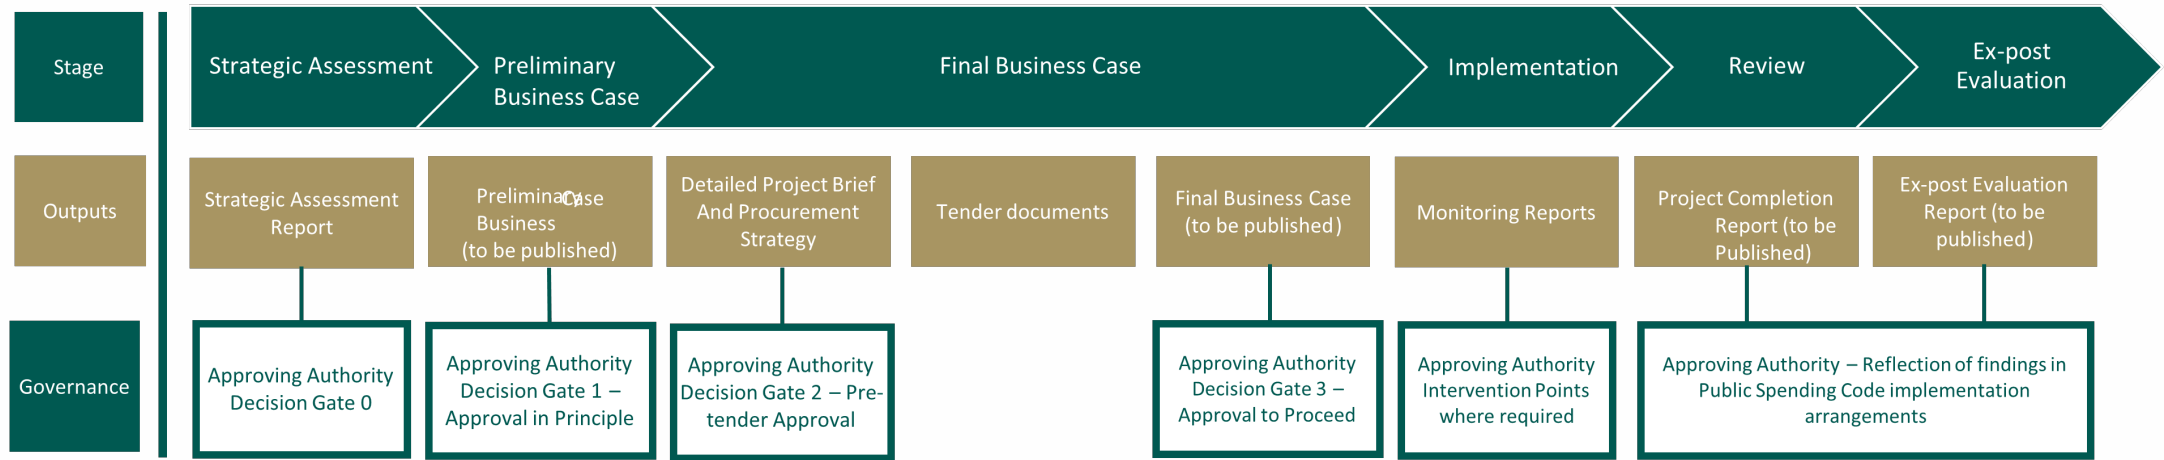 Stage
Strategic Assessment
Preliminary
Business Case
Final Business Case
Implementation
Review
Ex-post
Evaluation
Outputs
Strategic Assessment
Report
Preliminary Case
Business
(to be published)
Detailed Project Brief
And Procurement
Strategy
Tender documents
Final Business Case
(to be published)
Monitoring Reports
Project Completion
Report (to be
Published)
Ex-post Evaluation
Report (to be
published)
Governance
Approving Authority
Decision Gate 0
Approving Authority
Decision Gate 1 –
Approval in Principle
Approving Authority
Decision Gate 2 – Pre-
tender Approval
Approving Authority
Decision Gate 3 –
Approval to Proceed
Approving Authority
Intervention Points
where required
Approving Authority – Reflection of findings in
Public Spending Code implementation
arrangements